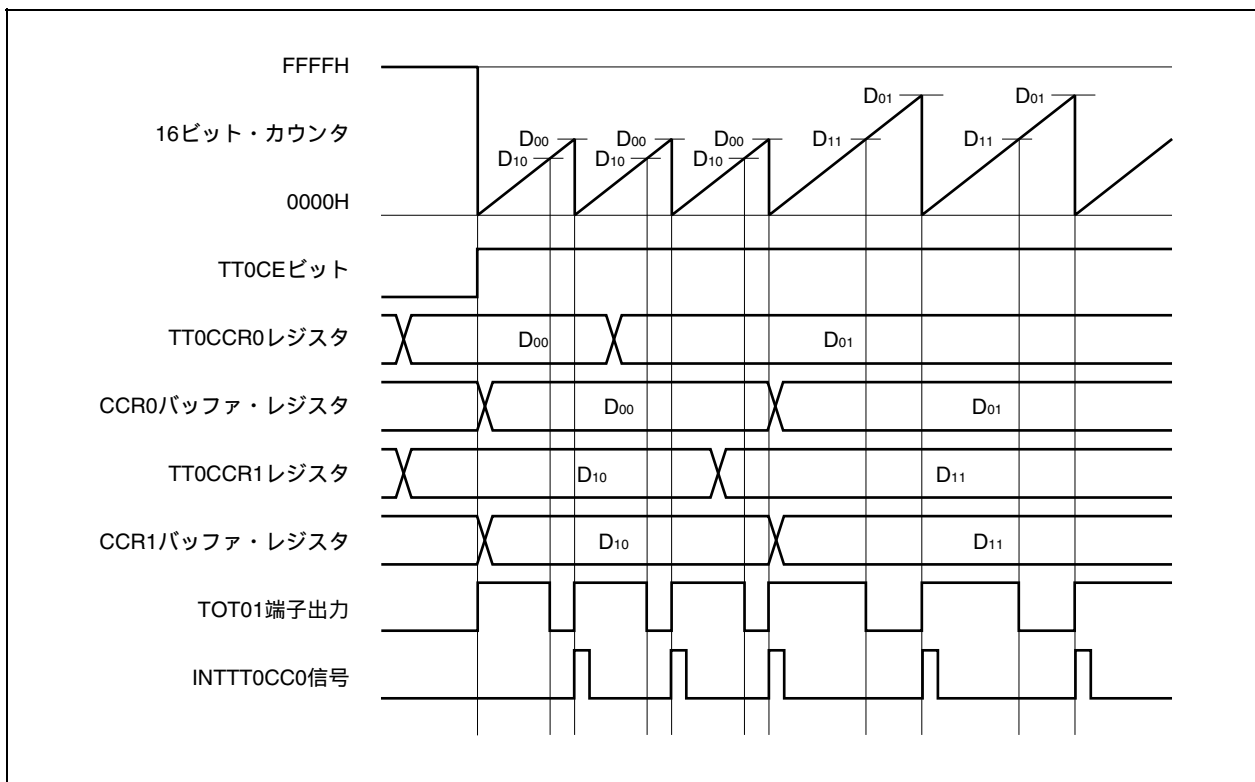 FFFFH
16ビット・カウンタ
0000H
D01 D01
D00 D00 D00 D11 D11
D10 D10 D10
TT0CEビット
TT0CCR0レジスタ D00 D01
CCR0バッファ・レジスタ D00 D01
TT0CCR1レジスタ D10 D11
CCR1バッファ・レジスタ D10 D11
TOT01端子出力
INTTT0CC0信号